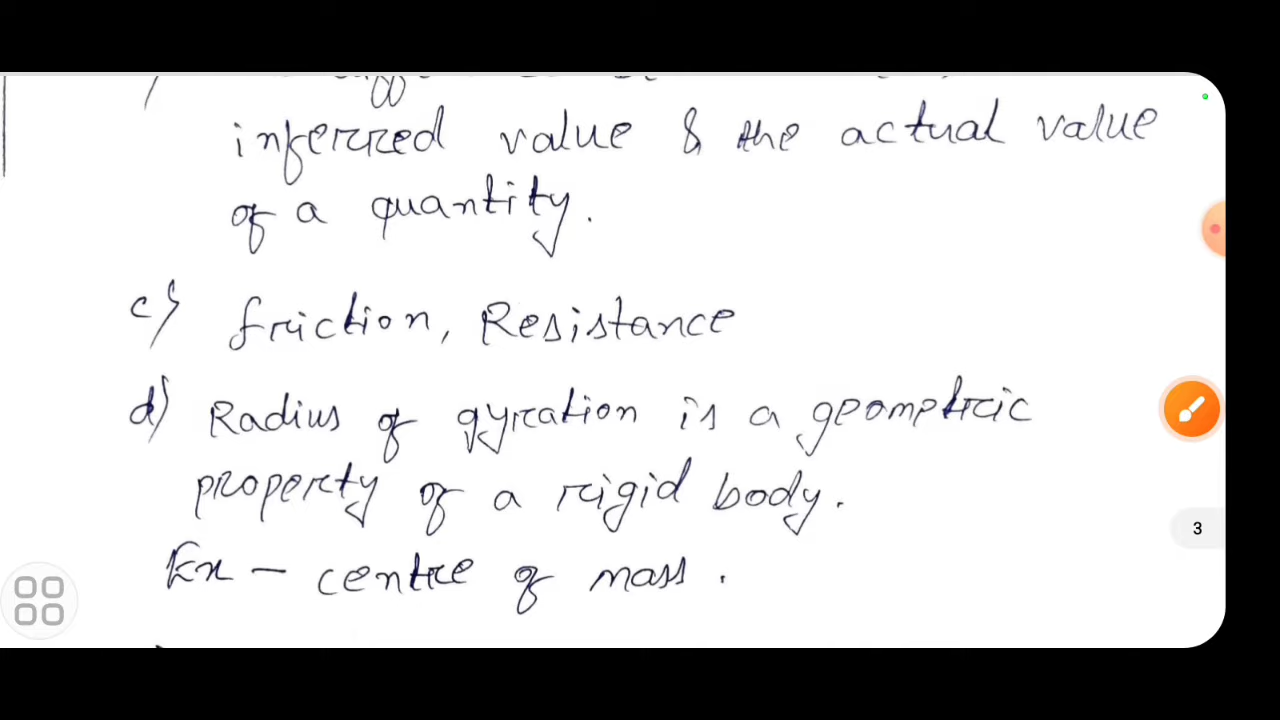 inferred value & the actual value
of a quantity.
c) friction, Resistance
d) Radius of gyration is a geometric
property of a rigid body.
Ex - centre of mass.
3